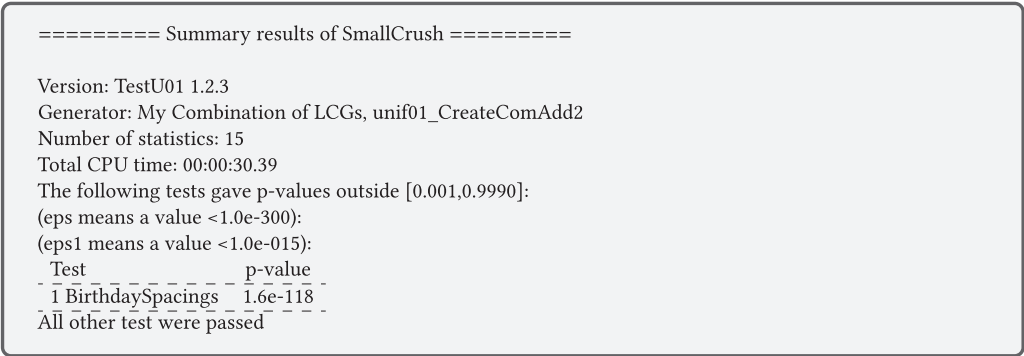 ========= Summary results of SmallCrush =========
Version: TestU01 1.2.3
Generator: My Combination of LCGs, unif01_CreateComAdd2
Number of statistics: 15
Total CPU time: 00:00:30.39
The following tests gave p-values outside [0.001,0.9990]:
(eps means a value <1.0e-300):
(eps1 means a value <1.0e-015):
Test p-value
1 BirthdaySpacings 1.6e-118
All other test were passed